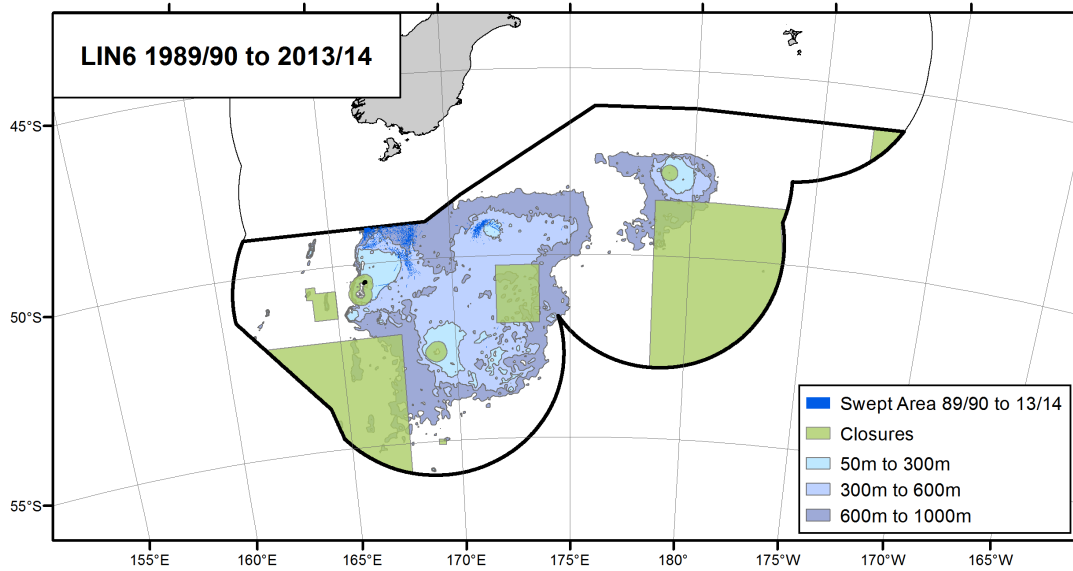 LIN6 1989/90 to 2013/14
45°S
50°S
55°S
Swept Area 89/90 to 13/14
Closures
50m to 300m
300m to 600m
600m to 1000m
155°E
160°E
165°E
170°E
175°E
180°
175°W
170°W
165°W